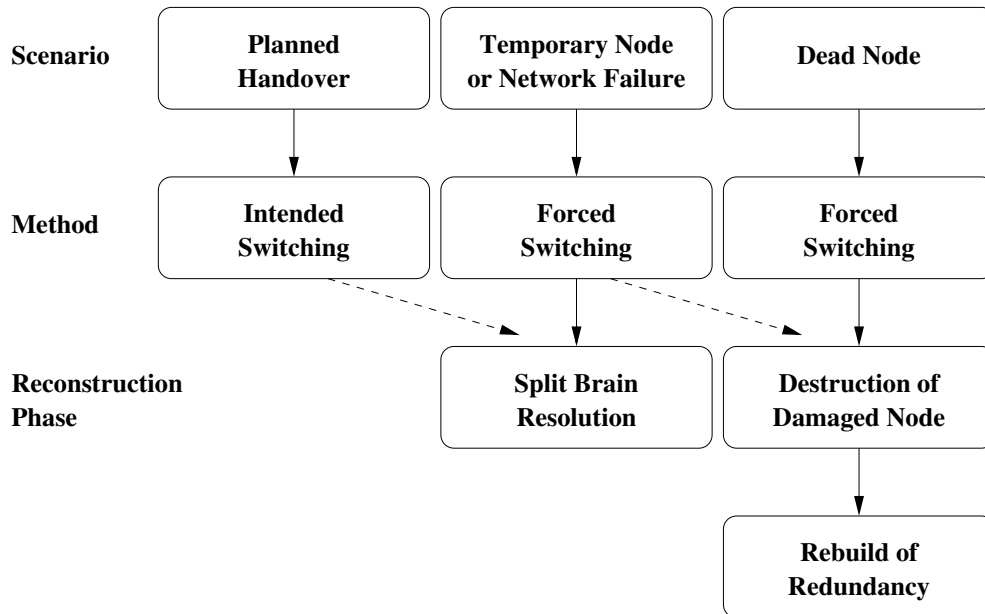 Scenario
Planned
Handover
Temporary Node
or Network Failure
Dead Node
Method
Intended
Switching
Forced
Switching
Forced
Switching
Reconstruction
Phase
Split Brain
Resolution
Destruction of
Damaged Node
Rebuild of
Redundancy